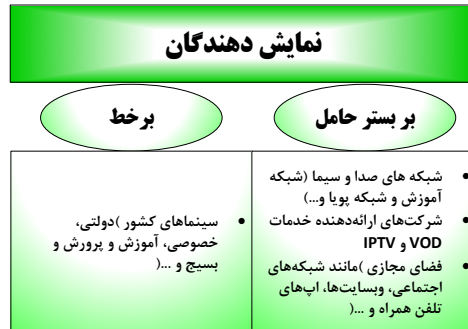 نمایش دهندگان
بر بستر حامل
برخط
• شبکه های صدا و سیما (شبکه
آموزش و شبکه پویا و...)
• شرکت‌های ارائه‌دهنده خدمات
VOD و IPTV
• فضای مجازی )مانند شبکه‌های
اجتماعی، وبسایت‌ها، اپ‌های
تلفن همراه و ...(
• سینماهای کشور )دولتی،
خصوصی، آموزش و پرورش و
بسیج و ...(